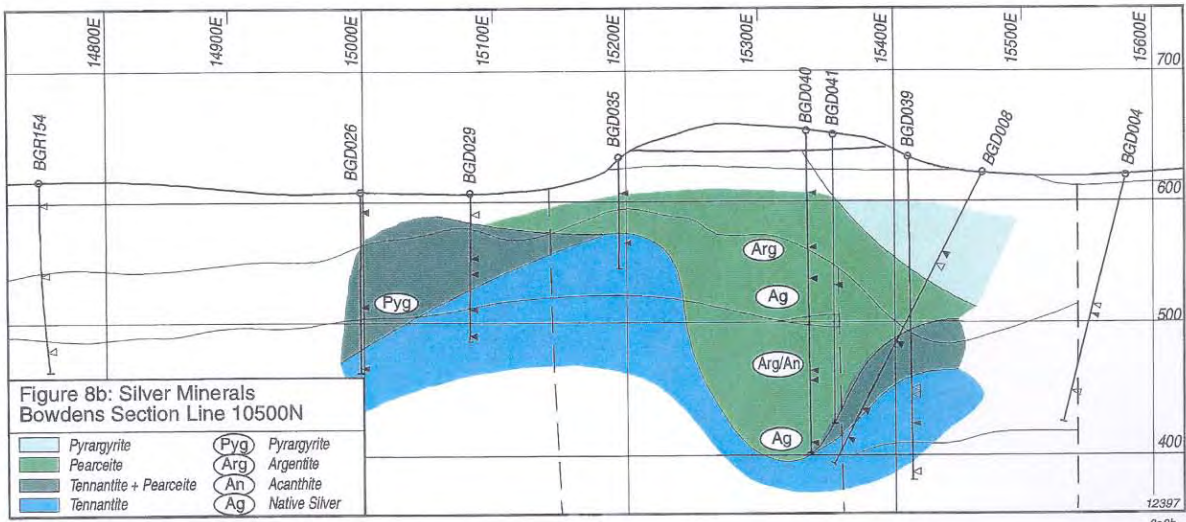 14800E
14900E
15000E
15100E
15200E
15300E
15400E
15500E
15600E
700
600
500
400
BGR154
BGD026
BGD029
BGD035
BGD040
BGD041
BGD039
BGD008
BGD004
Arg
Ag
Pyg
Arg/An
Ag
Figure 8b: Silver Minerals
Bowdens Section Line 10500N
Pyrargyrite
Pearceite
Tennantite + Pearceite
Tennantite
Pyg Pyrargyrite
Arg Argentite
An Acanthite
Ag Native Silver
12397